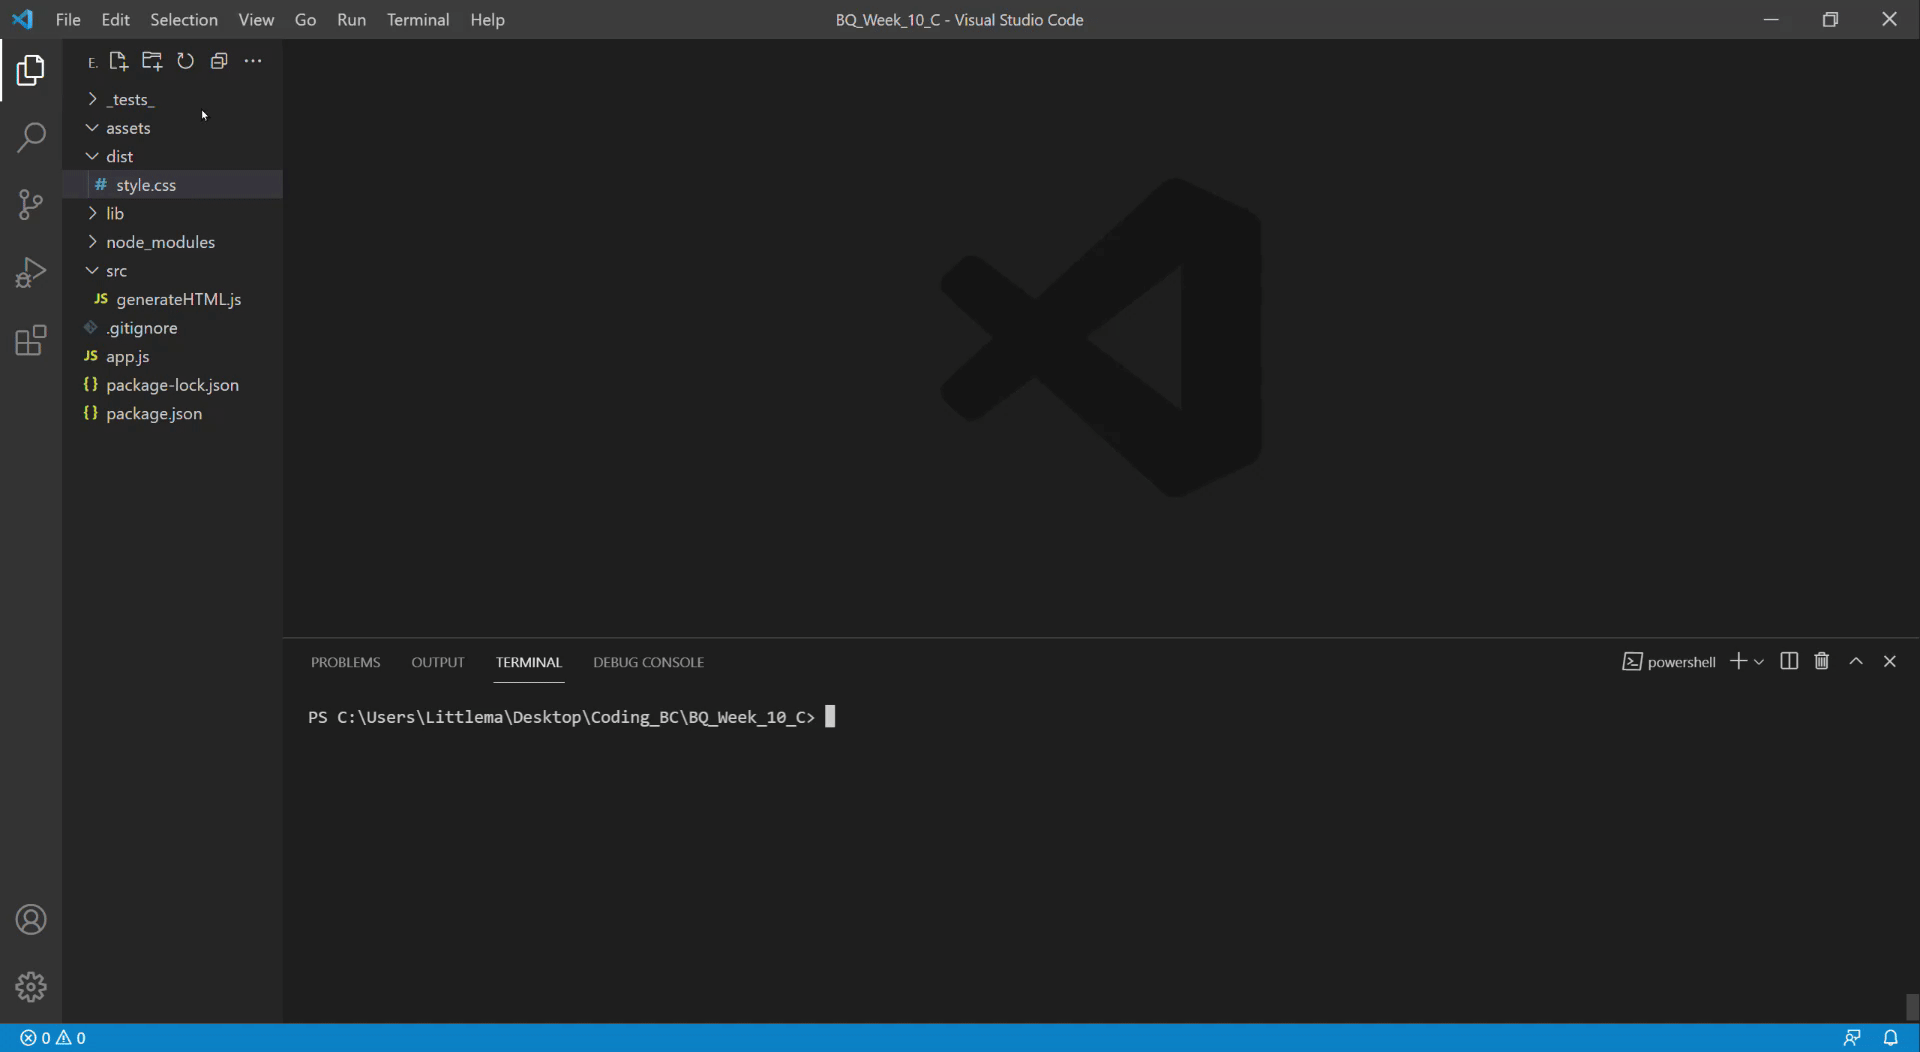 File Edit Selection View Go Run Terminal Help
BQ_Week_10_C - Visual Studio Code
E.
_tests_
assets
dist
# style.css
lib
node_modules
src
JS generateHTML.js
.gitignore
JS app.js
{} package-lock.json
{} package.json
PROBLEMS OUTPUT TERMINAL DEBUG CONSOLE
powershell
PS C:\Users\Littlema\Desktop\Coding_BC\BQ_Week_10_C>
0 0